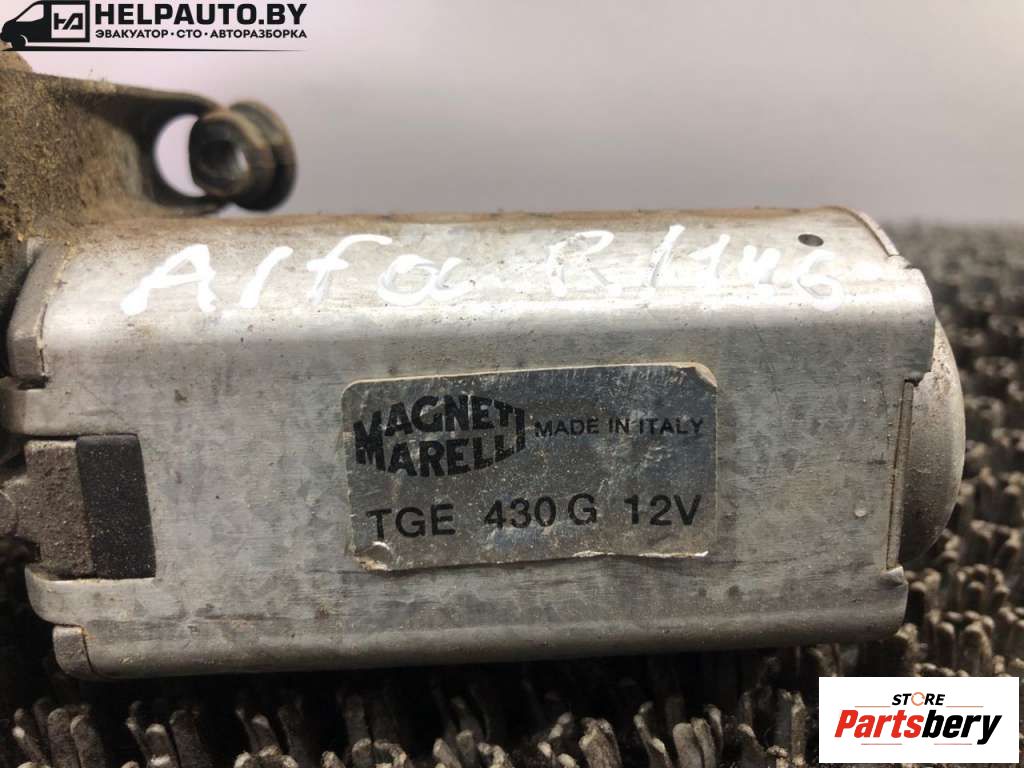 HELPAUTO.BY
ЭВАКУАТОР • СТО • АВТОРАЗБОРКА
Alfa R 146
MAGNETI MARELLI MADE IN ITALY
TGE 430 G 12V
STORE
Partsbery